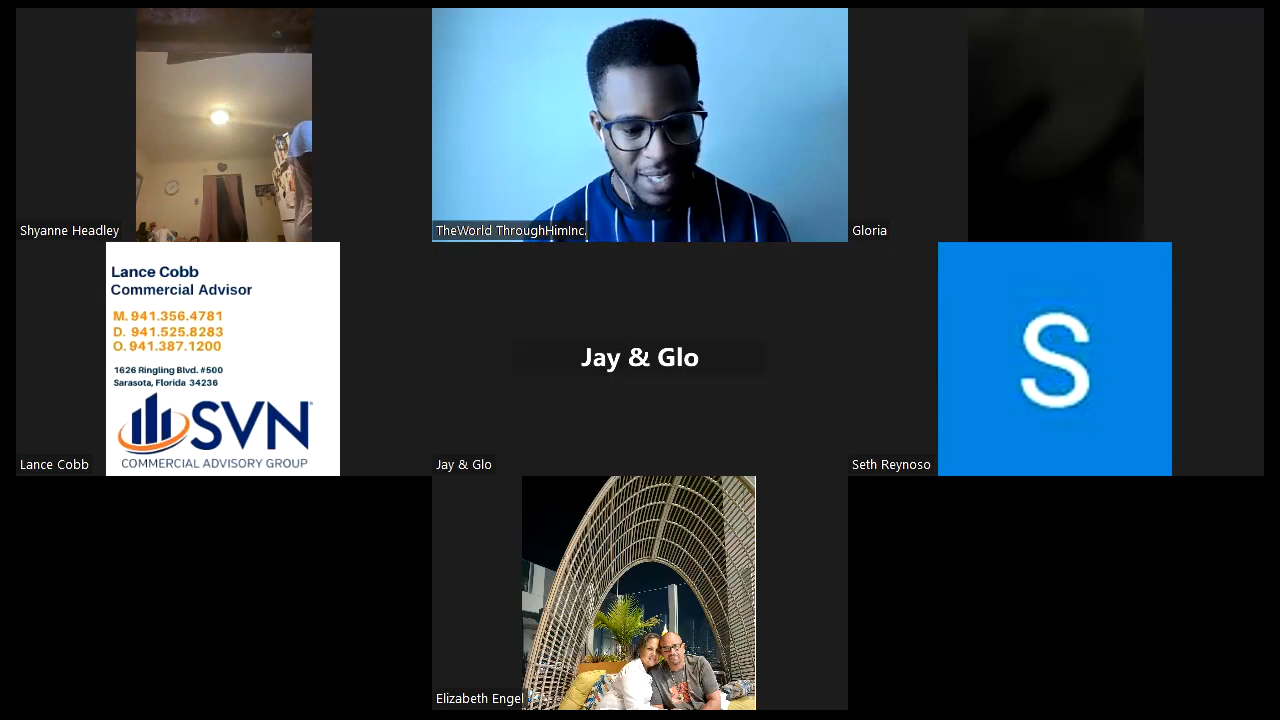 Shyanne Headley
TheWorld ThroughHimInc.
Gloria
Lance Cobb
Commercial Advisor
M. 941.356.4781
D. 941.525.8283
O. 941.387.1200
1626 Ringling Blvd. #500
Sarasota, Florida 34236
SVN
COMMERCIAL ADVISORY GROUP
Lance Cobb
Jay & Glo
Jay & Glo
S
Seth Reynoso
Elizabeth Engel